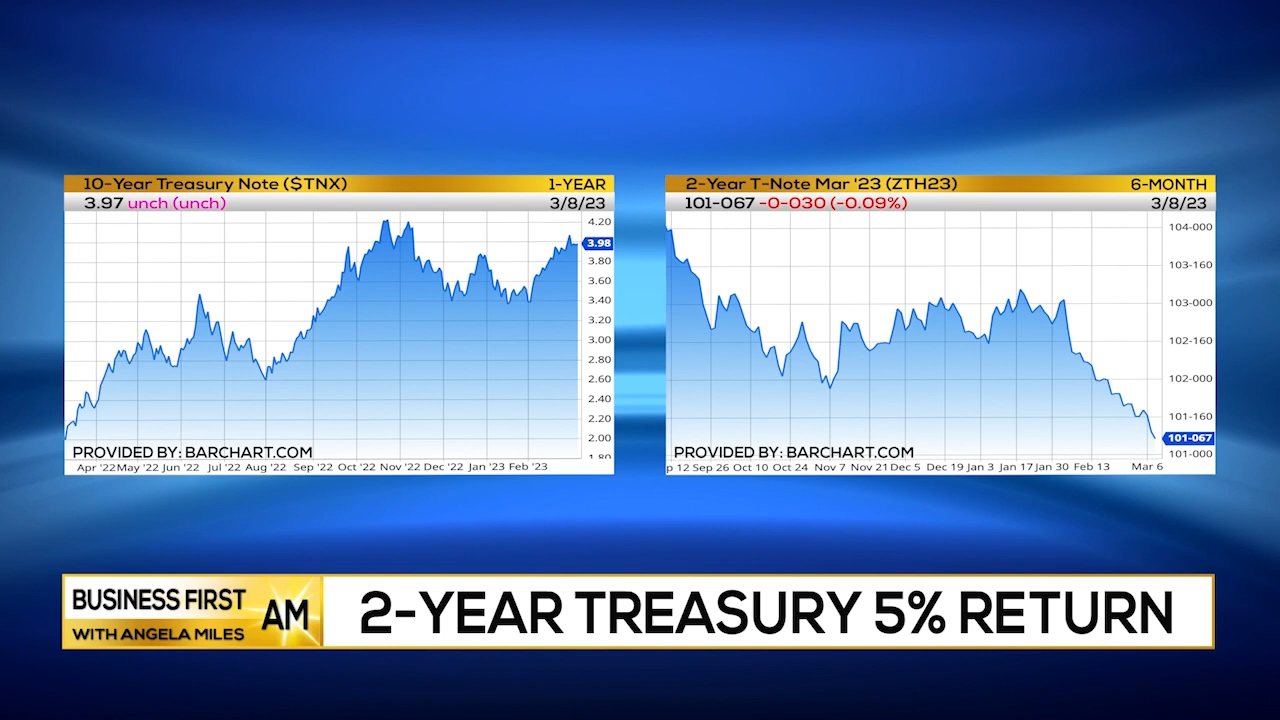 10-Year Treasury Note ($TNX) 1-YEAR
3.97 unch (unch) 3/8/23
4.20
3.98
3.80
3.60
3.40
3.20
3.00
2.80
2.60
2.40
2.20
2.00
1.80
PROVIDED BY: BARCHART.COM
Apr '22 May '22 Jun '22 Jul '22 Aug '22 Sep '22 Oct '22 Nov '22 Dec '22 Jan '23 Feb '23
2-Year T-Note Mar '23 (ZTH23) 6-MONTH
101-067 -0-030 (-0.09%) 3/8/23
104-000
103-160
103-000
102-160
102-000
101-160
101-067
101-000
PROVIDED BY: BARCHART.COM
p 12 Sep 26 Oct 10 Oct 24 Nov 7 Nov 21 Dec 5 Dec 19 Jan 3 Jan 17 Jan 30 Feb 13 Mar 6
BUSINESS FIRST
AM
WITH ANGELA MILES
2-YEAR TREASURY 5% RETURN